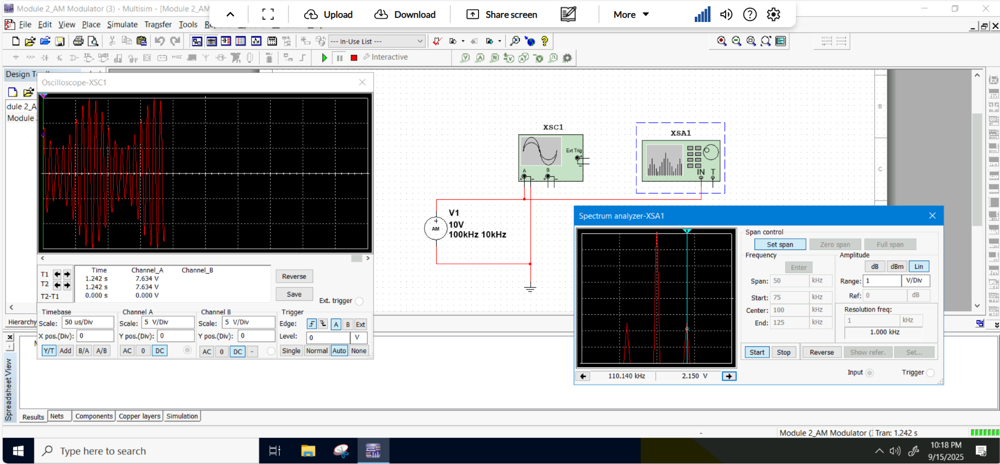 Module 2_AM Modulator (3) - Multisim - [Module 2_AM
Upload
Download
Share screen
More
File Edit View Place Simulate Transfer Tools
--- In-Use List ---
MISC
Interactive
Design T
Oscilloscope-XSC1
dule 2_A
Module
Time Channel_A Channel_B
T1 1.242 s 7.634 V
T2 1.242 s 7.634 V
T2-T1 0.000 s 0.000 V
Reverse
Save
Ext. trigger
Timebase Channel A Channel B Trigger
Scale: 50 us/Div Scale: 5 V/Div Scale: 5 V/Div Edge: A B Ext
X pos.(Div): 0 Y pos.(Div): 0 Y pos.(Div): 0 Level: 0 V
Y/T Add B/A A/B AC 0 DC AC 0 DC - Single Normal Auto None
Hierarchy
XSC1
Ext Trig
A B
XSA1
IN T
V1
10V
100kHz 10kHz
AM
B
C
Spectrum analyzer-XSA1
Span control
Set span Zero span Full span
Frequency Amplitude
Enter dB dBm Lin
Span: 50 kHz Range: 1 V/Div
Start: 75 kHz Ref: 0 dB
Center: 100 kHz Resolution freq:
End: 125 kHz 1 kHz
1.000 kHz
Start Stop Reverse Show refer. Set...
110.140 kHz 2.150 V
Input Trigger
Spreadsheet View
Results Nets Components Copper layers Simulation
- Module 2_AM Modulator (: Tran: 1.242 s
Type here to search
10:18 PM
9/15/2025